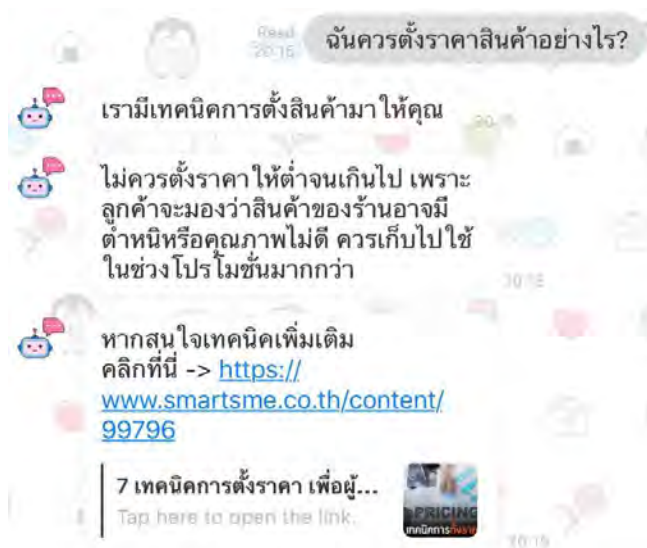 Read
20:15
ฉันควรตั้งราคาสินค้าอย่างไร?
เรามีเทคนิคการตั้งสินค้ามาให้คุณ
ไม่ควรตั้งราคาให้ต่ำจนเกินไป เพราะ
ลูกค้าจะมองว่าสินค้าของร้านอาจมี
ตำหนิหรือคุณภาพไม่ดี ควรเก็บไปใช้
ในช่วงโปรโมชั่นมากกว่า
20:15
หากสนใจเทคนิคเพิ่มเติม
คลิกที่นี่ -> https://
www.smartsme.co.th/content/
99796
7 เทคนิคการตั้งราคา เพื่อผู้...
Tap here to open the link.
PRICING
20:15